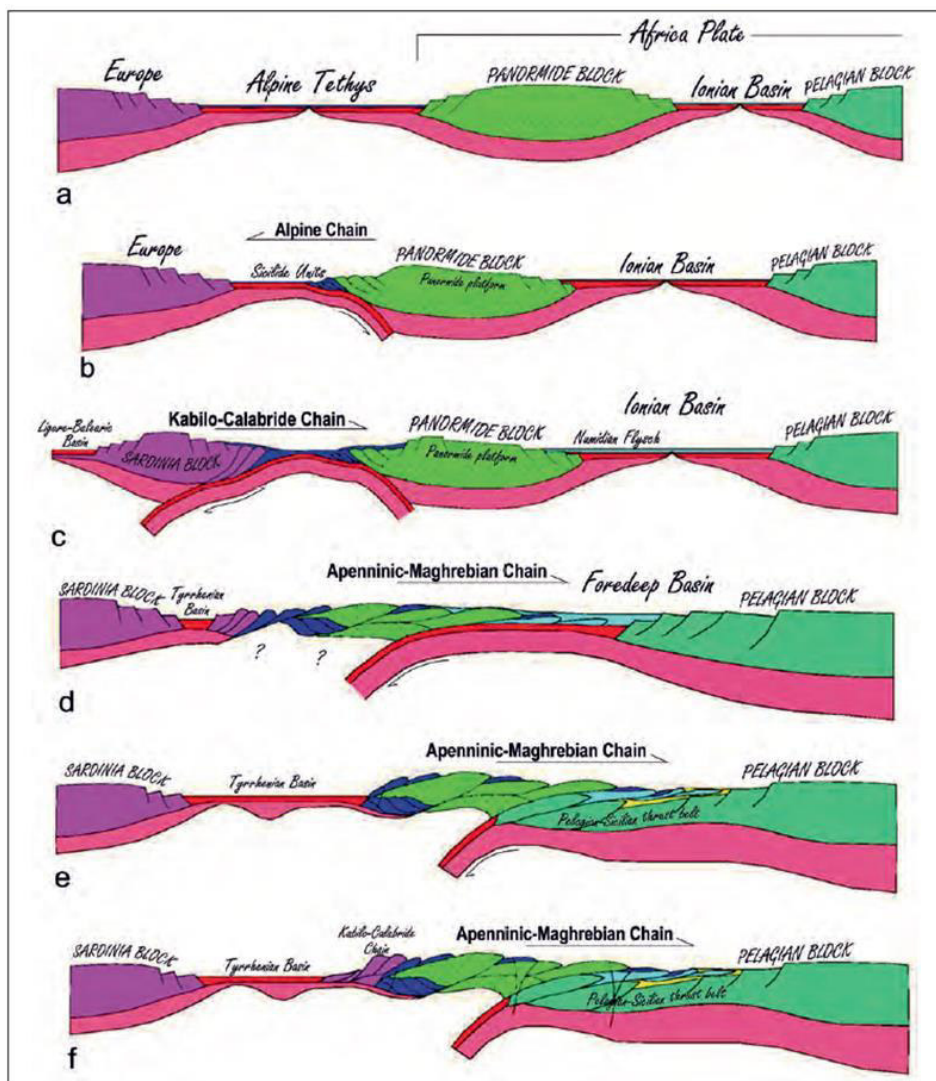 Africa Plate
Europe
Alpine Tethys
PANORMIDE BLOCK
Ionian Basin
PELAGIAN BLOCK
a
Alpine Chain
Europe
Sicilide Units
PANORMIDE BLOCK
Panormide platform
Ionian Basin
PELAGIAN BLOCK
b
Ligure-Balearic
Basin
Kabilo-Calabride Chain
SARDINIA BLOCK
PANORMIDE BLOCK
Panormide platform
Numidian Flysch
Ionian Basin
PELAGIAN BLOCK
c
SARDINIA BLOCK
Tyrrhenian
Basin
Apenninic-Maghrebian Chain
Foredeep Basin
PELAGIAN BLOCK
?
?
d
SARDINIA BLOCK
Tyrrhenian Basin
Apenninic-Maghrebian Chain
PELAGIAN BLOCK
Pelagian-Sicilian thrust belt
e
SARDINIA BLOCK
Tyrrhenian Basin
Kabilo-Calabride
Chain
Apenninic-Maghrebian Chain
PELAGIAN BLOCK
Pelagian-Sicilian thrust belt
f